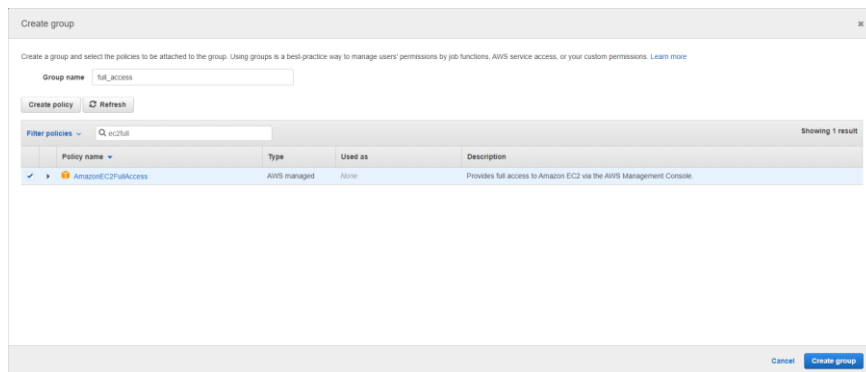 Create group
Create a group and select the policies to be attached to the group. Using groups is a best-practice way to manage users' permissions by job functions, AWS service access, or your custom permissions. Learn more
Group name full_access
Create policy Refresh
Filter policies ec2full Showing 1 result
Policy name Type Used as Description
AmazonEC2FullAccess AWS managed None Provides full access to Amazon EC2 via the AWS Management Console.
Cancel Create group